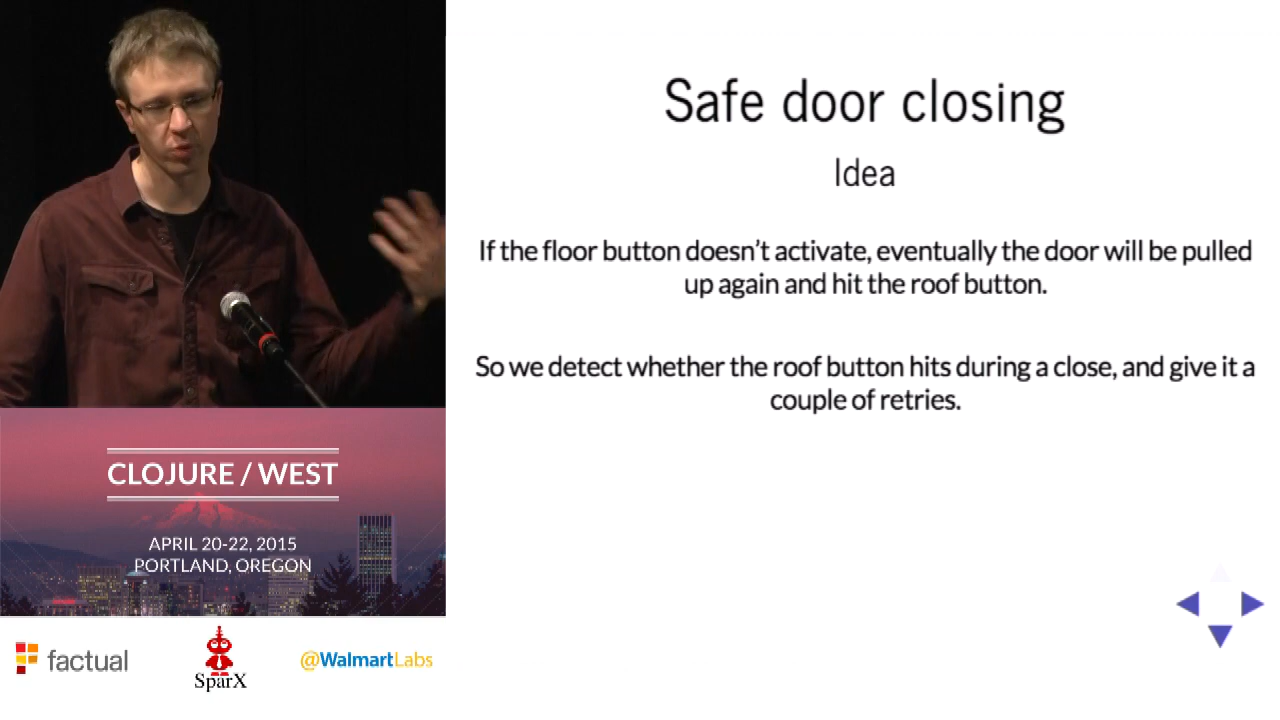 Safe door closing
Idea
If the floor button doesn’t activate, eventually the door will be pulled
up again and hit the roof button.
So we detect whether the roof button hits during a close, and give it a
couple of retries.
CLOJURE / WEST
APRIL 20-22, 2015
PORTLAND, OREGON
factual
SparX
@WalmartLabs